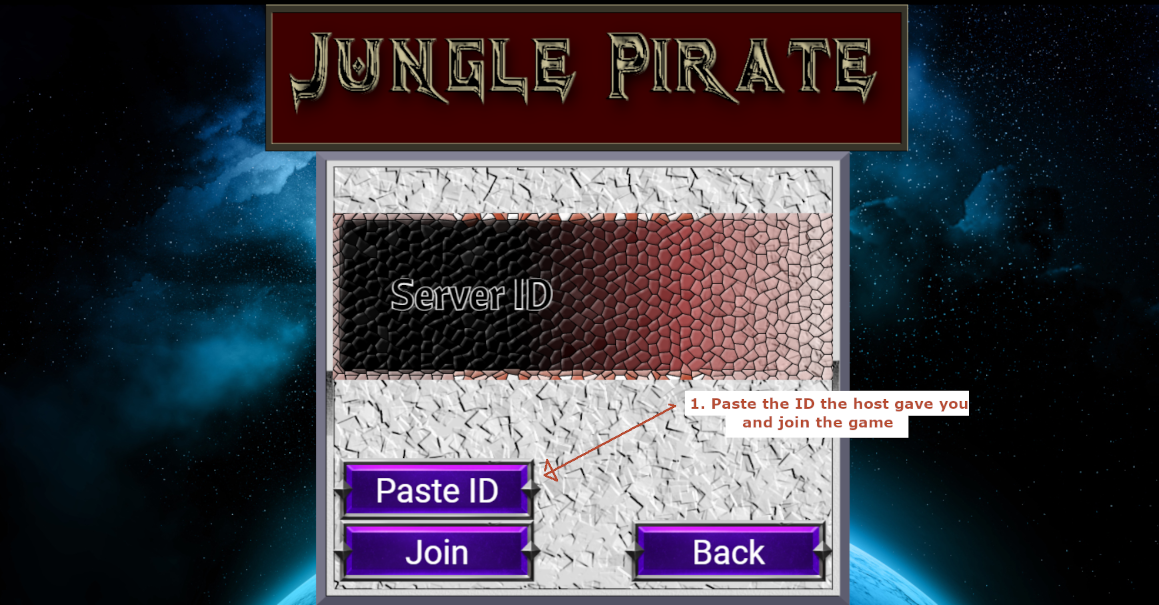 Jungle Pirate
Server ID
1. Paste the ID the host gave you
and join the game
Paste ID
Join
Back